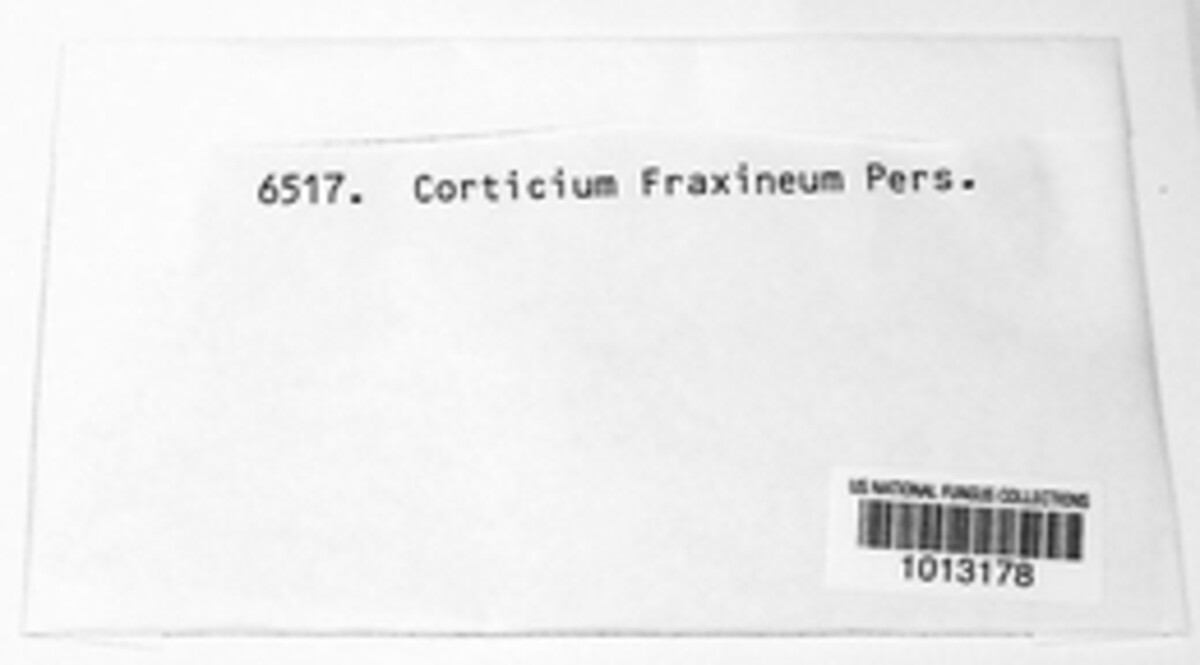 6517. Corticium Fraxineum Pers.
US NATIONAL FUNGUS COLLECTIONS
1013178